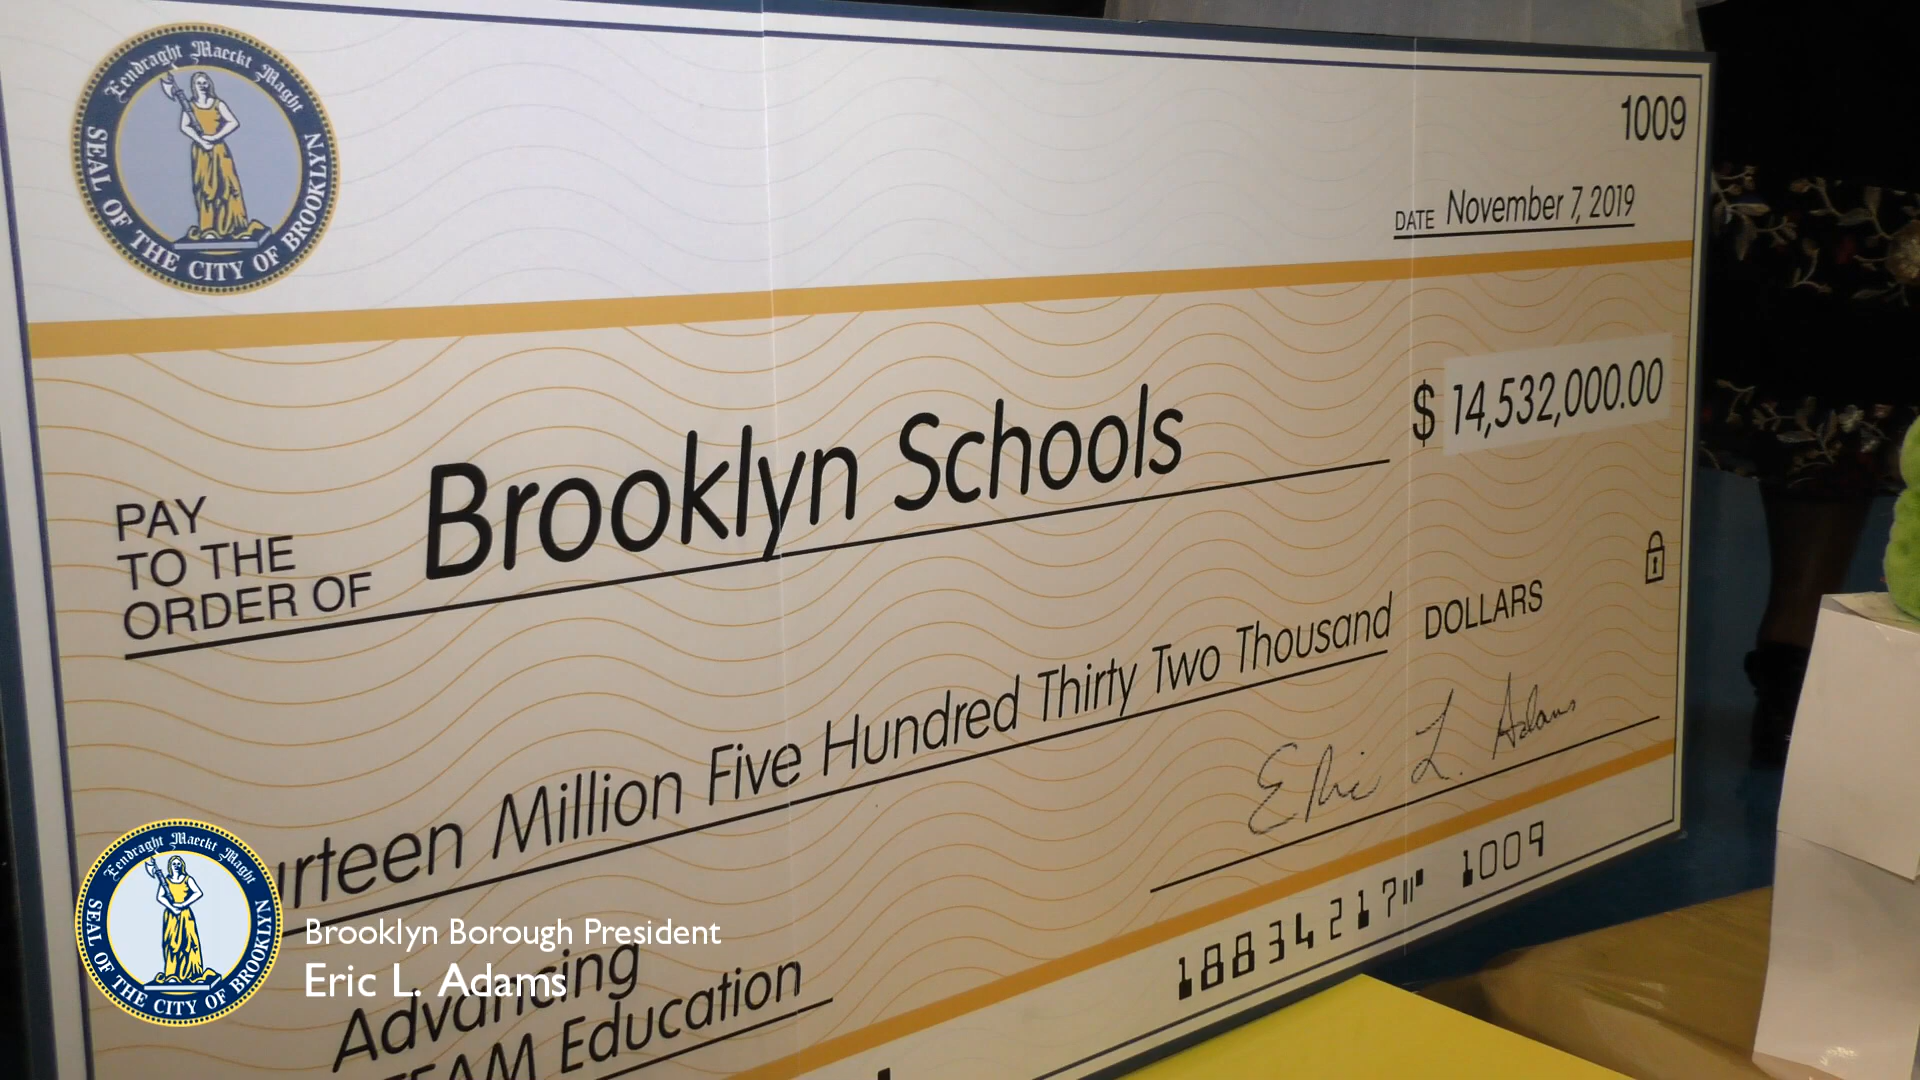 Eendraght Maeckt Maght
SEAL OF THE CITY OF BROOKLYN
1009
DATE November 7, 2019
PAY
TO THE
ORDER OF
Brooklyn Schools
$ 14,532,000.00
urteen Million Five Hundred Thirty Two Thousand DOLLARS
Eric L. Adams
Advancing
TEAM Education
18834217 1009
Eendraght Maeckt Maght
SEAL OF THE CITY OF BROOKLYN
Brooklyn Borough President
Eric L. Adams